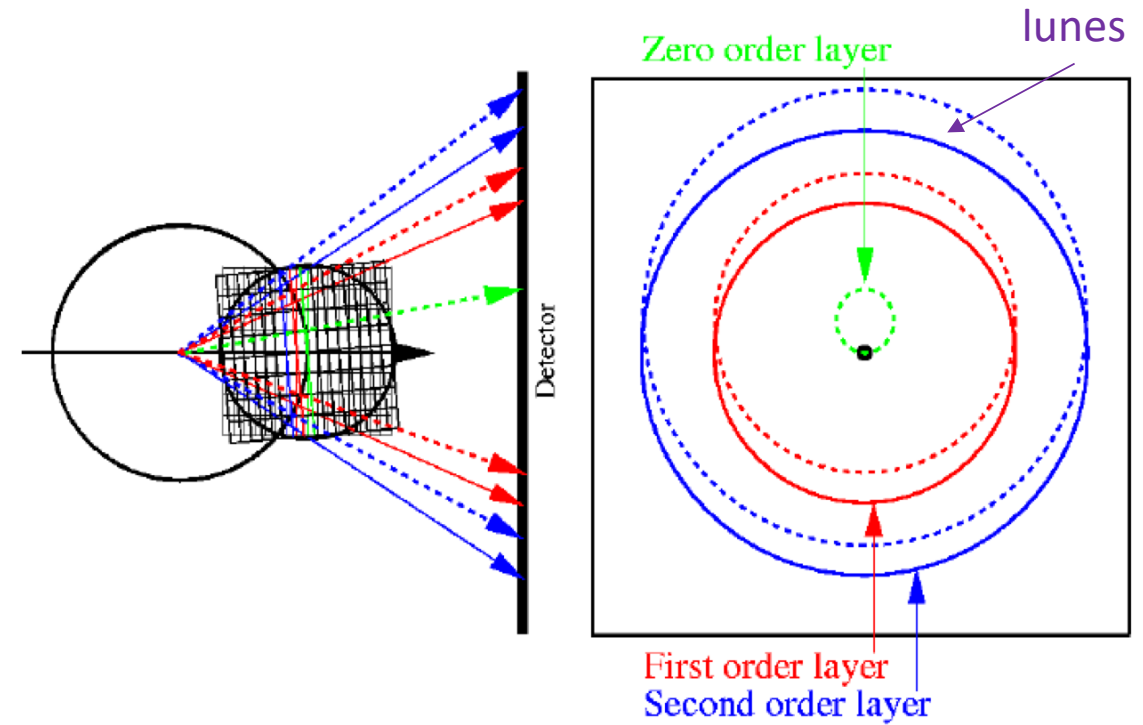 lunes
Zero order layer
Detector
First order layer
Second order layer